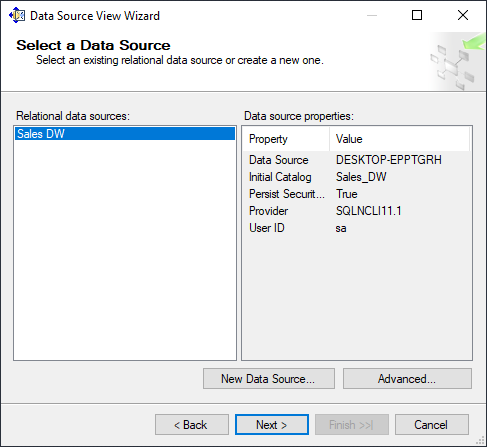 Data Source View Wizard
Select a Data Source
Select an existing relational data source or create a new one.
Relational data sources:
Sales DW
Data source properties:
Property Value
Data Source DESKTOP-EPPTGRH
Initial Catalog Sales_DW
Persist Securit... True
Provider SQLNCLI11.1
User ID sa
New Data Source... Advanced...
< Back Next > Finish >>| Cancel